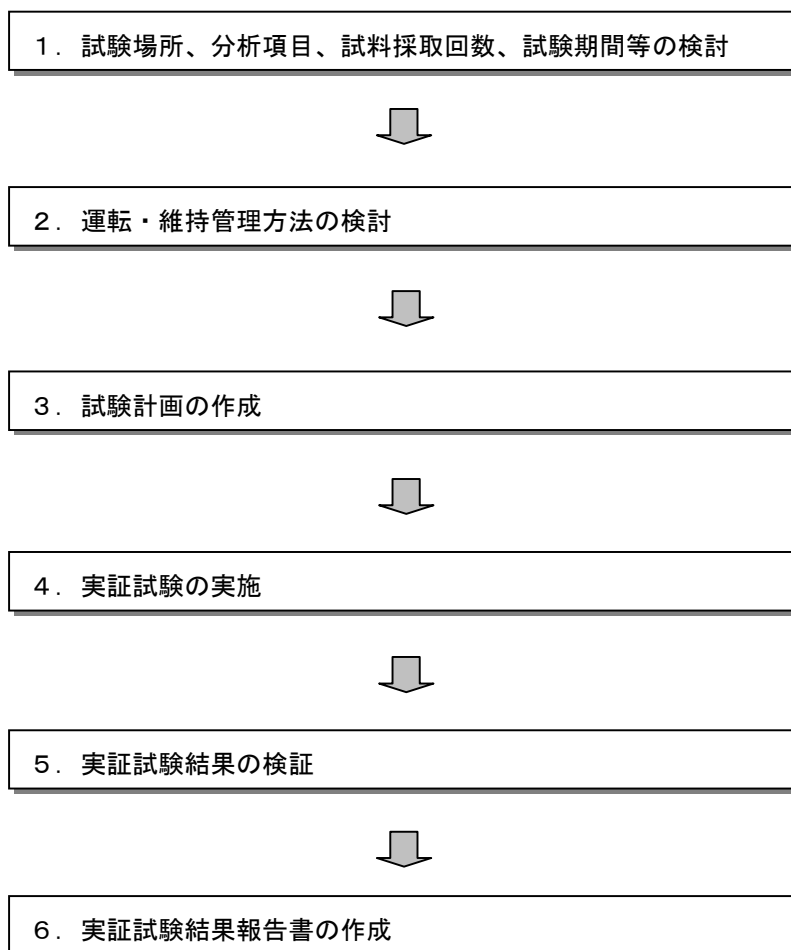 １．試験場所、分析項目、試料採取回数、試験期間等の検討
２．運転・維持管理方法の検討
３．試験計画の作成
４．実証試験の実施
５．実証試験結果の検証
６．実証試験結果報告書の作成